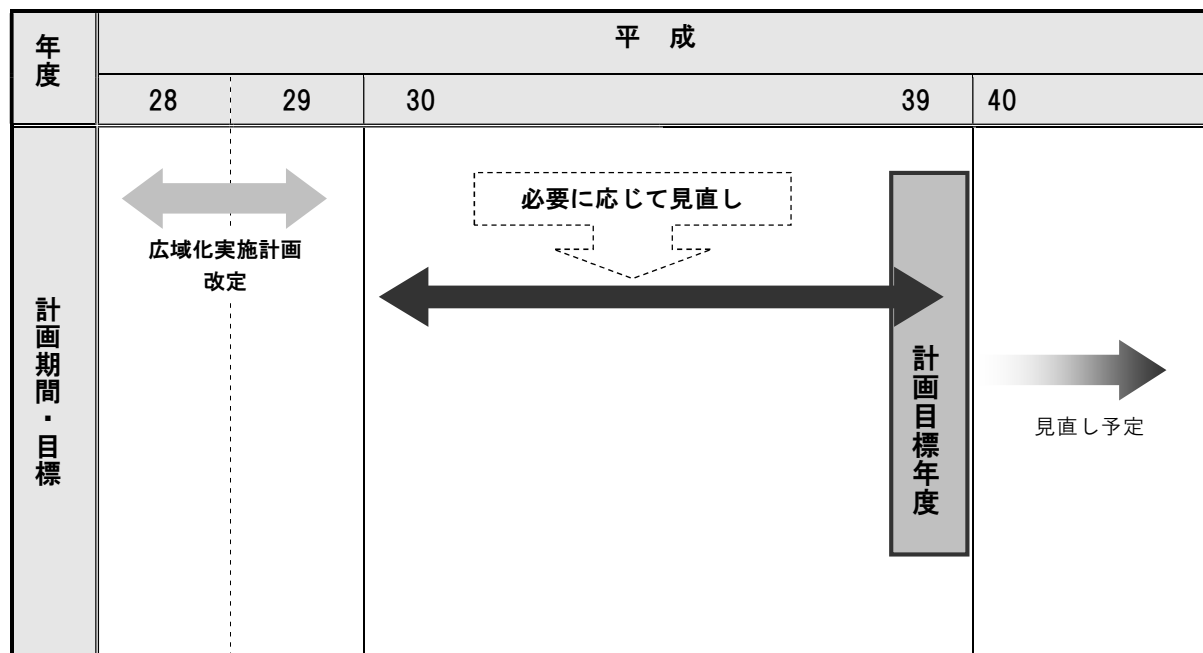 年度
平 成
28 29 30 39 40
計画期間・目標
広域化実施計画
改定
必要に応じて見直し
計画目標年度
見直し予定